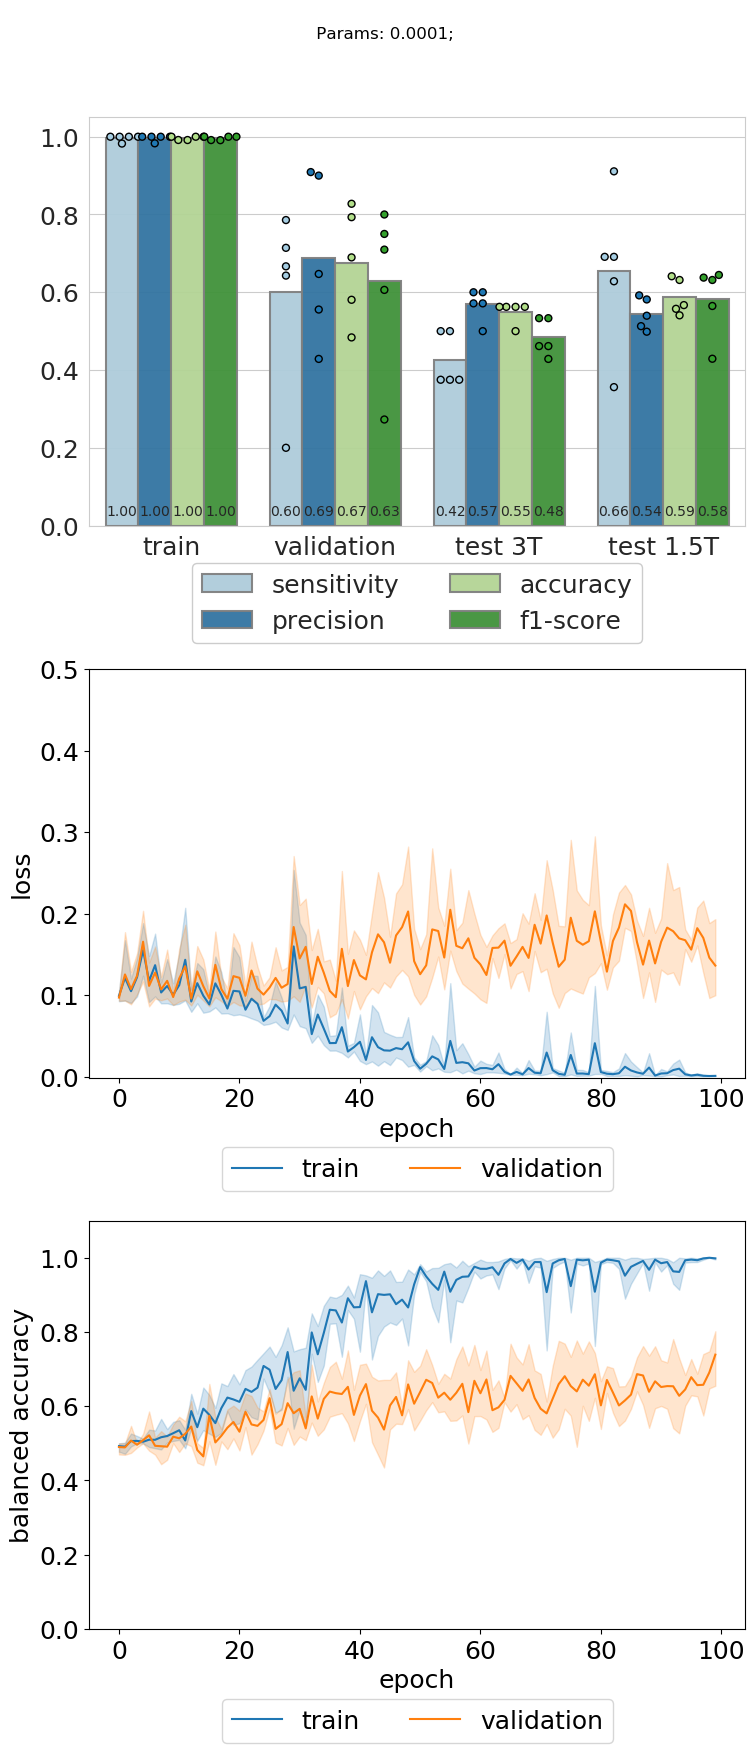 Params: 0.0001;
1.0
0.8
0.6
0.4
0.2
0.0
1.00 1.00 1.00 1.00 0.60 0.69 0.67 0.63 0.42 0.57 0.55 0.48 0.66 0.54 0.59 0.58
train validation test 3T test 1.5T
sensitivity accuracy
precision f1-score
0.5
0.4
0.3
0.2
0.1
0.0
loss
0 20 40 60 80 100
epoch
train validation
1.0
0.8
0.6
0.4
0.2
0.0
balanced accuracy
0 20 40 60 80 100
epoch
train validation